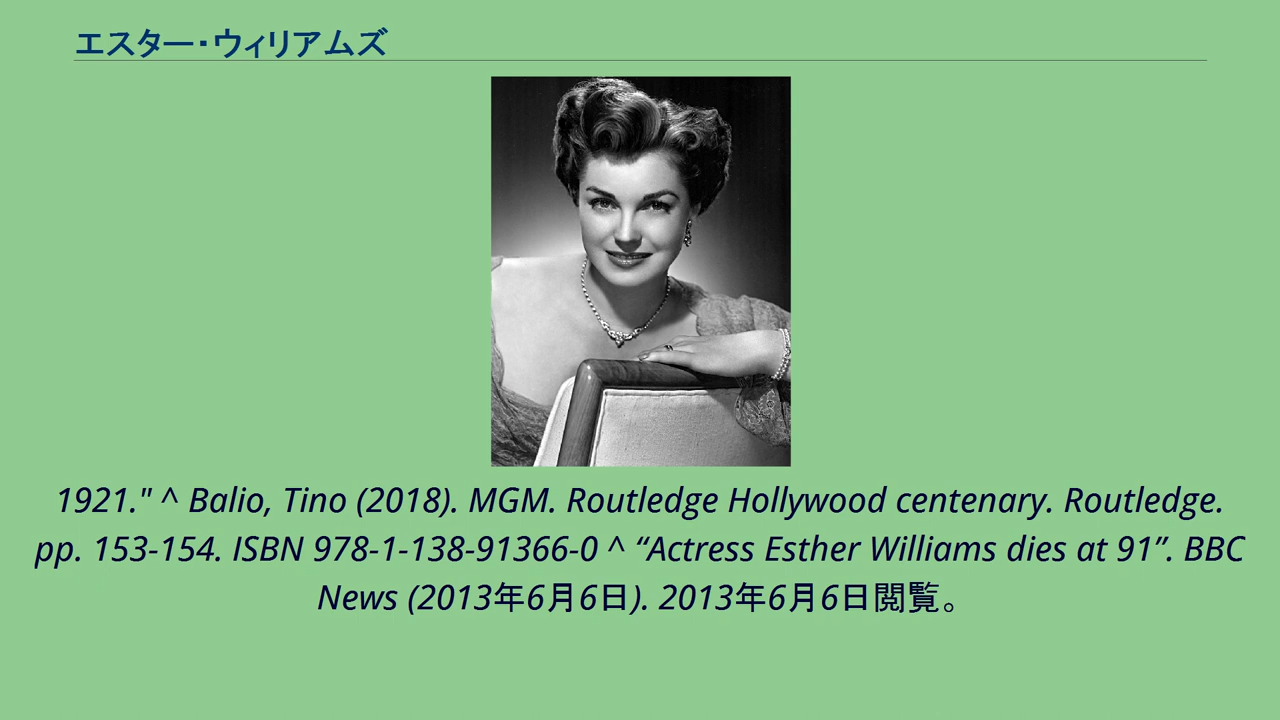 エスター・ウィリアムズ
1921." ^ Balio, Tino (2018). MGM. Routledge Hollywood centenary. Routledge.
pp. 153-154. ISBN 978-1-138-91366-0 ^ “Actress Esther Williams dies at 91”. BBC
News (2013年6月6日). 2013年6月6日閲覧。